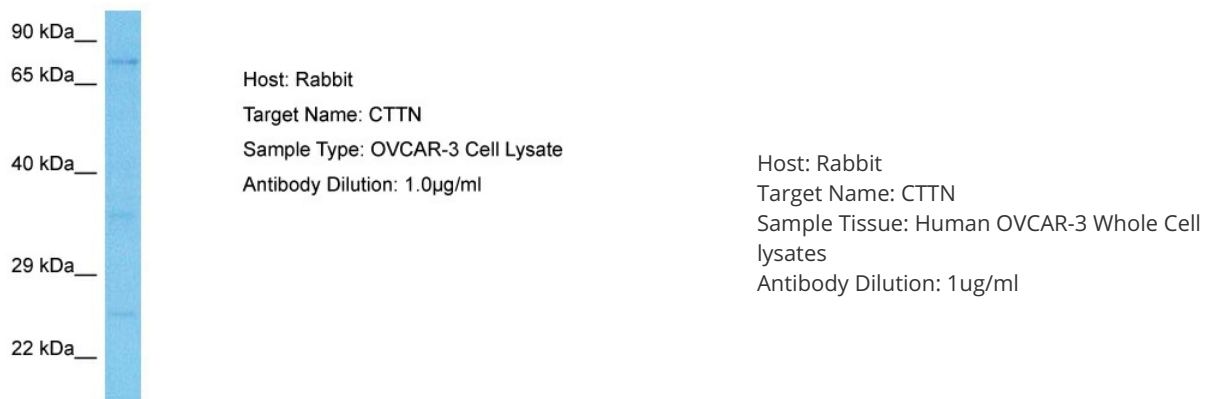 90 kDa__
65 kDa__
40 kDa__
29 kDa__
22 kDa__
Host: Rabbit
Target Name: CTTN
Sample Type: OVCAR-3 Cell Lysate
Antibody Dilution: 1.0µg/ml
Host: Rabbit
Target Name: CTTN
Sample Tissue: Human OVCAR-3 Whole Cell
lysates
Antibody Dilution: 1ug/ml